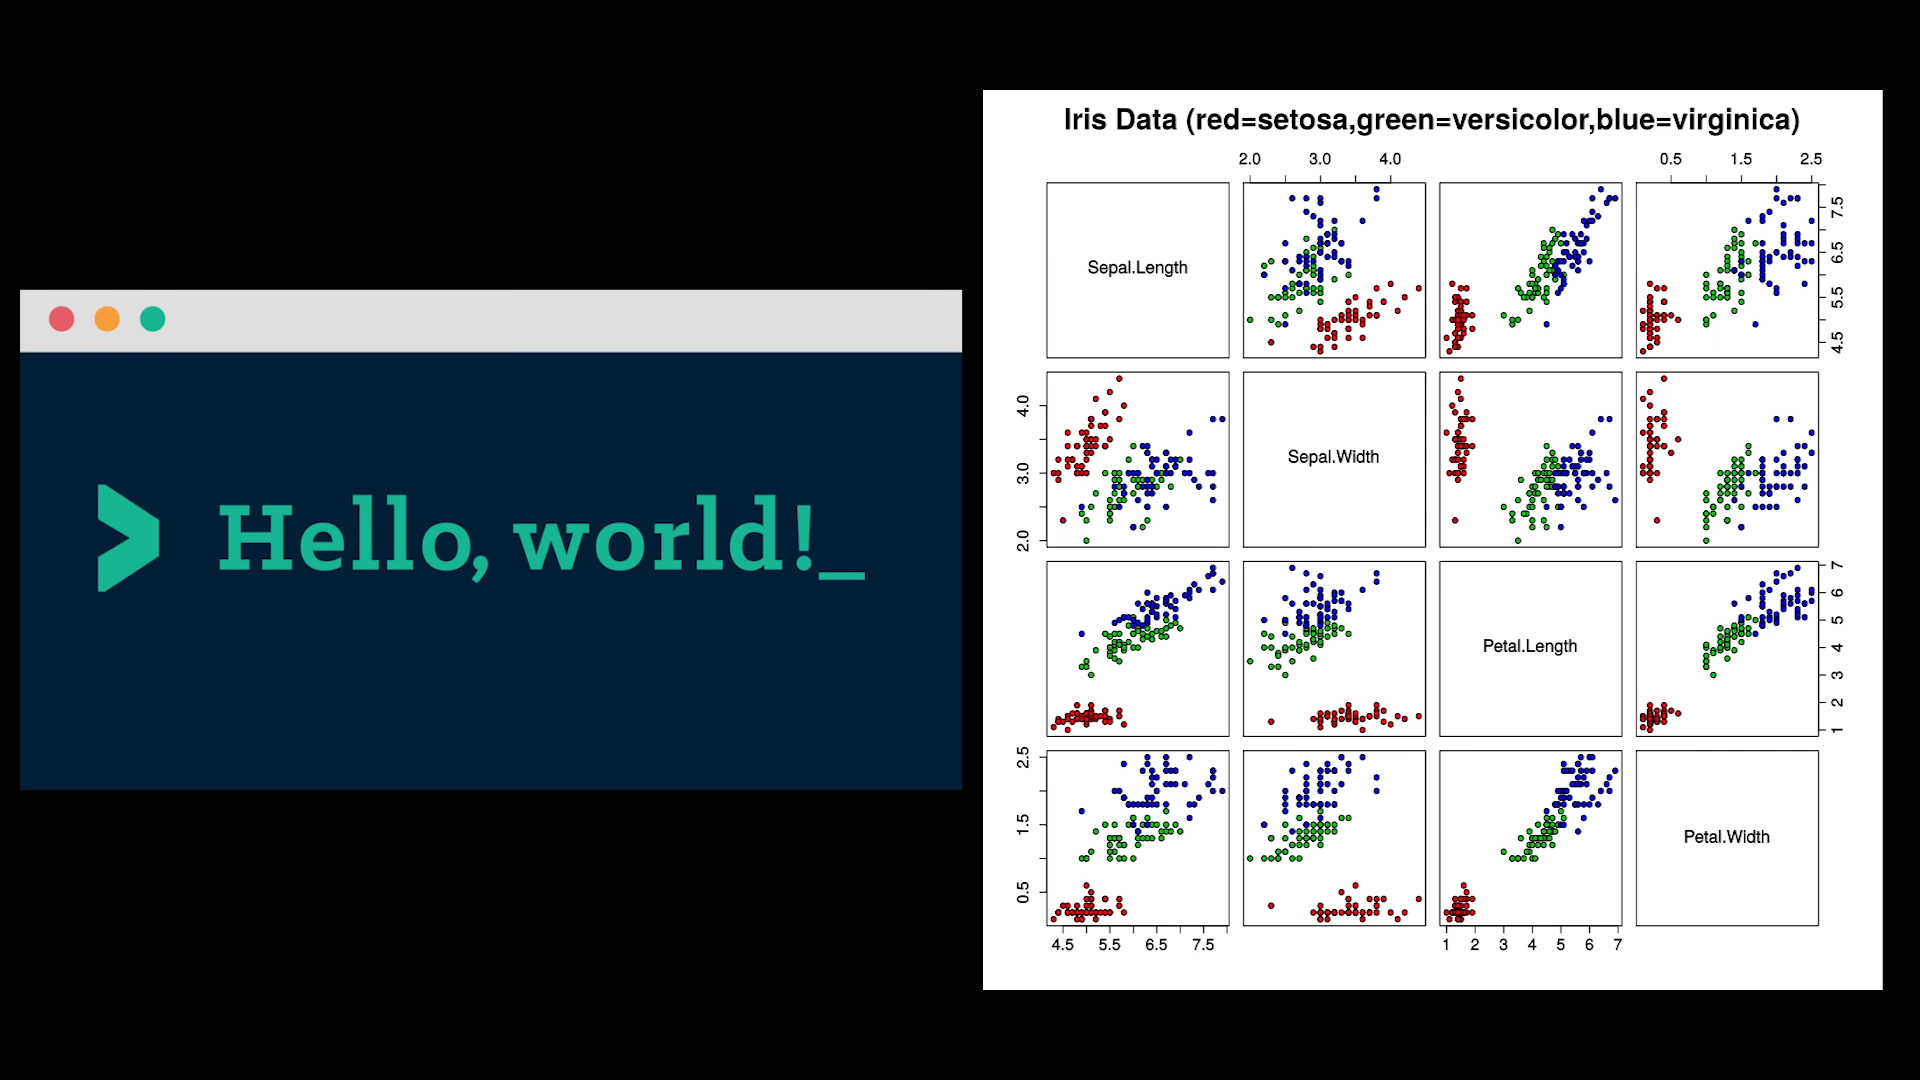 > Hello, world!_
Iris Data (red=setosa,green=versicolor,blue=virginica)
2.0 3.0 4.0
0.5 1.5 2.5
Sepal.Length
4.5 5.5 6.5 7.5
2.0 3.0 4.0
Sepal.Width
Petal.Length
1 2 3 4 5 6 7
0.5 1.5 2.5
Petal.Width
4.5 5.5 6.5 7.5
1 2 3 4 5 6 7